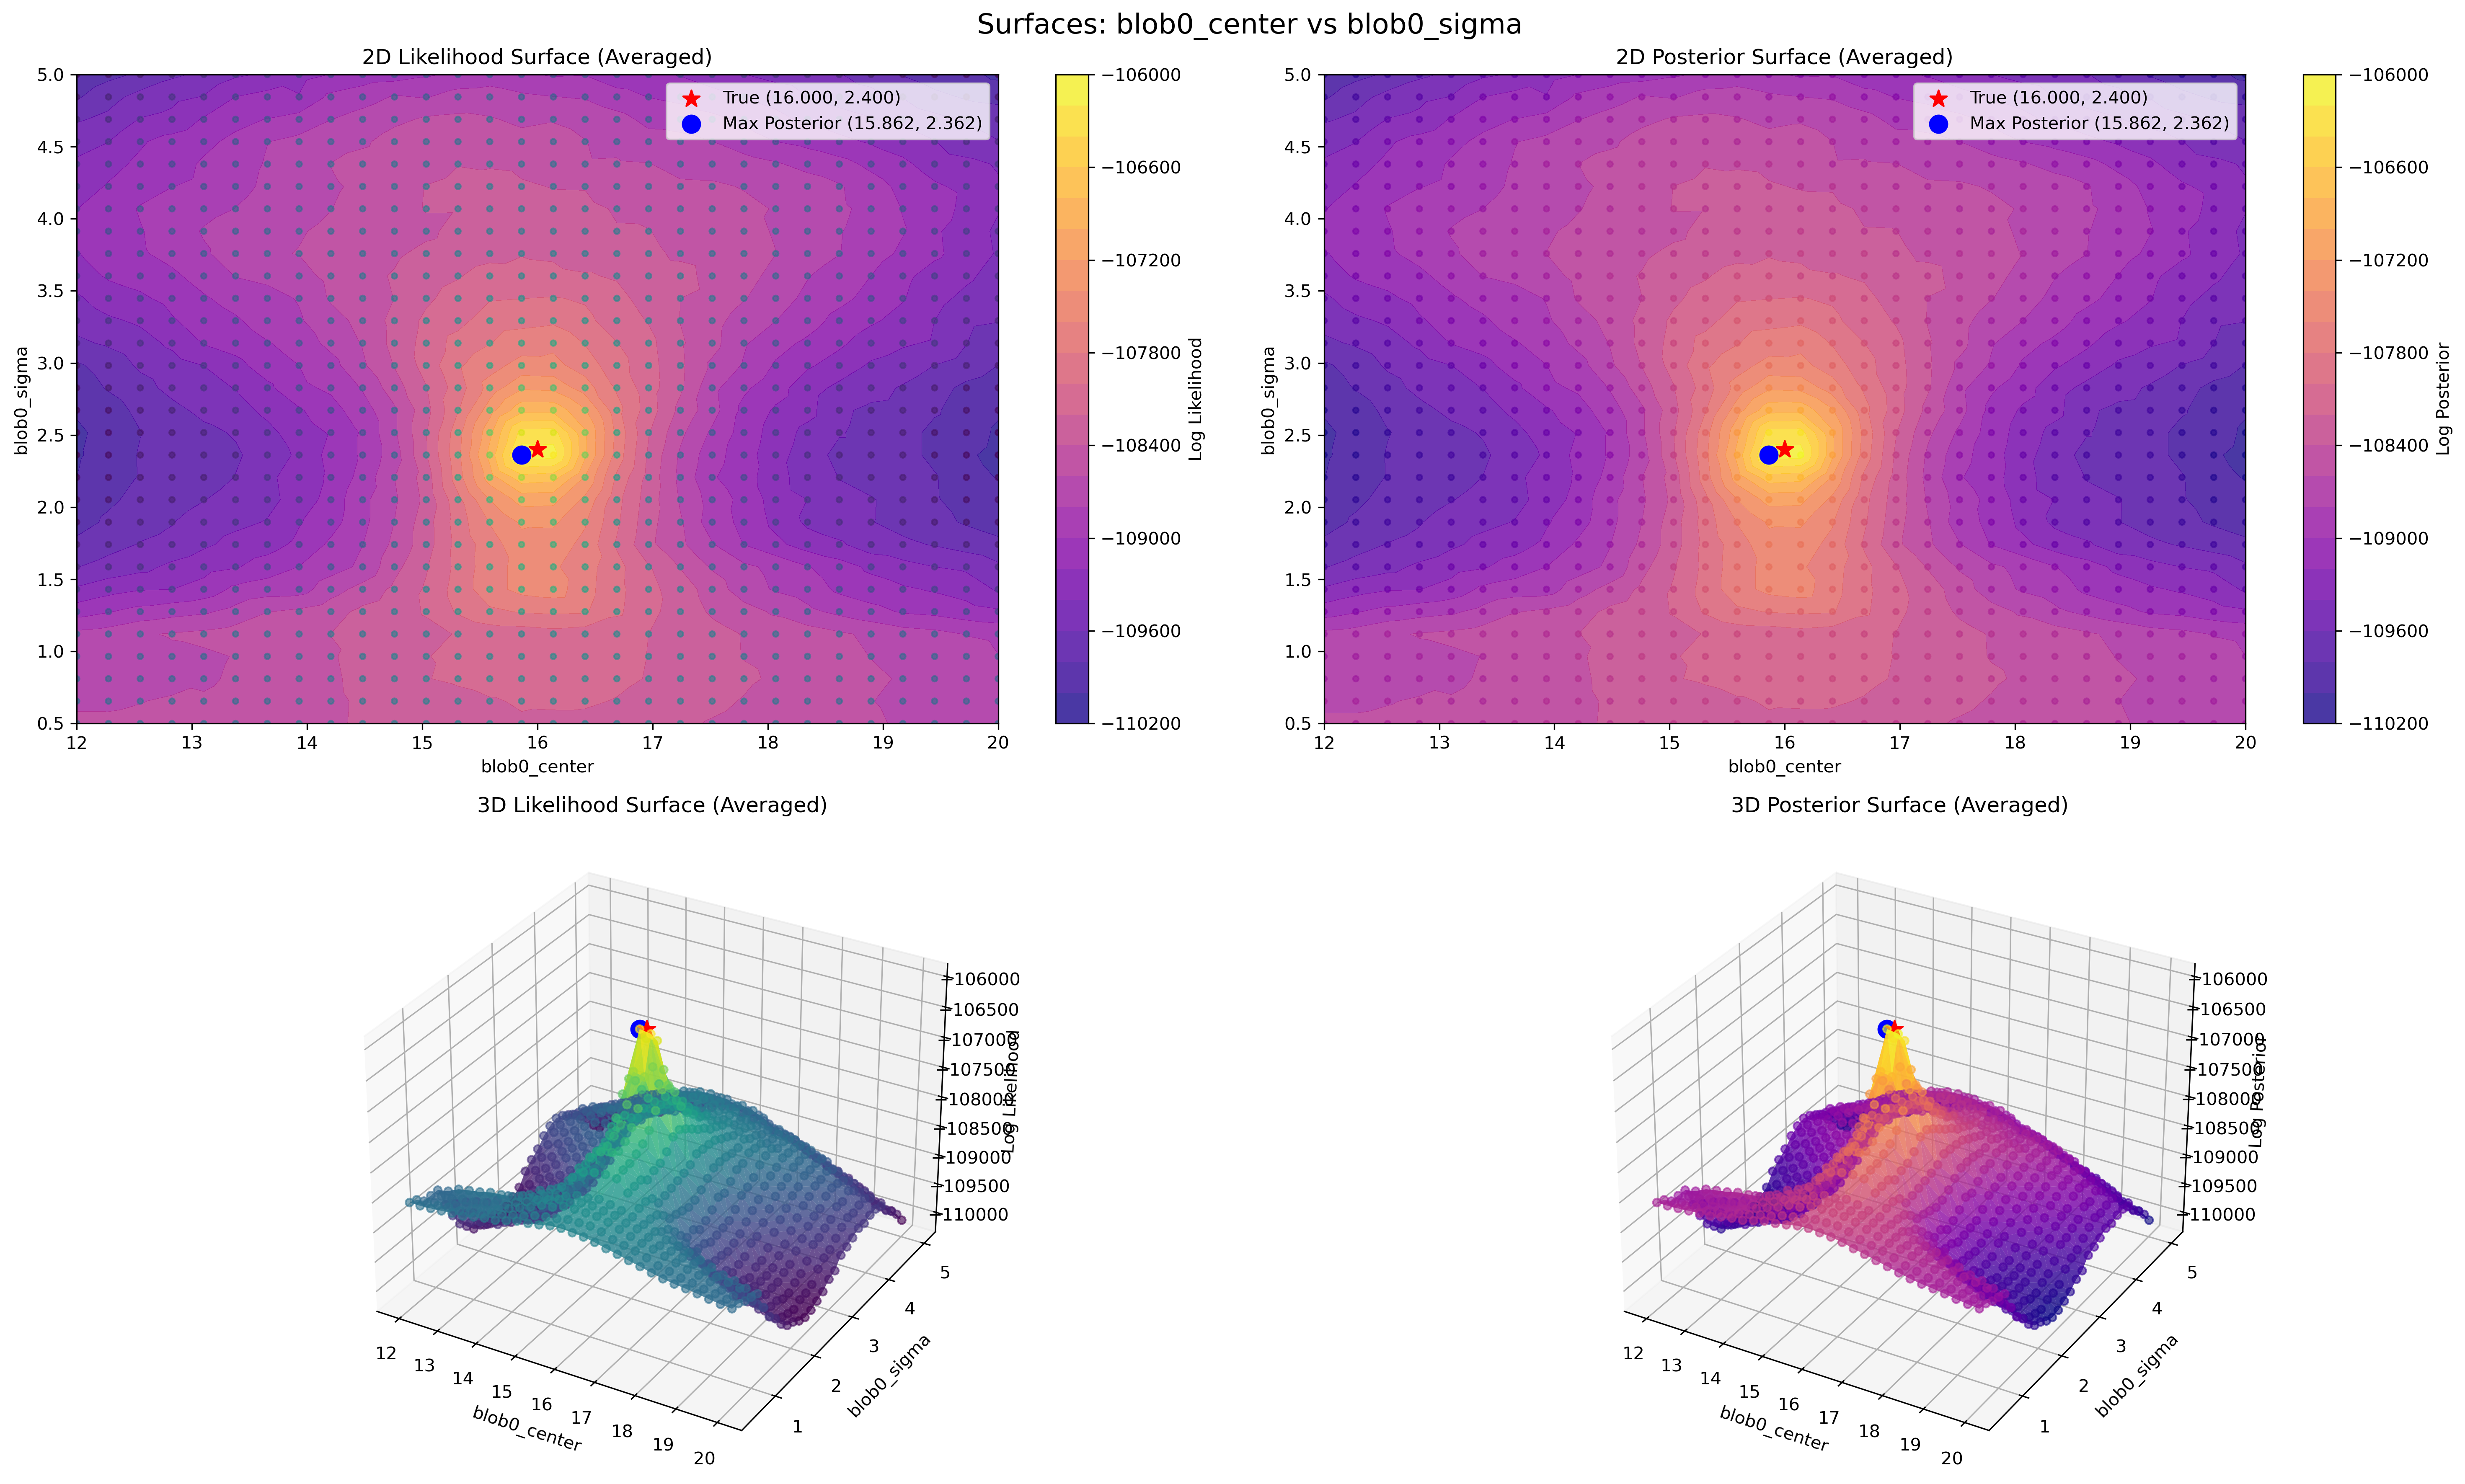 Surfaces: blob0_center vs blob0_sigma
2D Likelihood Surface (Averaged)
True (16.000, 2.400)
Max Posterior (15.862, 2.362)
5.0
4.5
4.0
3.5
3.0
2.5
2.0
1.5
1.0
0.5
blob0_sigma
12 13 14 15 16 17 18 19 20
blob0_center
−106000
−106600
−107200
−107800
−108400
−109000
−109600
−110200
Log Likelihood
2D Posterior Surface (Averaged)
True (16.000, 2.400)
Max Posterior (15.862, 2.362)
5.0
4.5
4.0
3.5
3.0
2.5
2.0
1.5
1.0
0.5
blob0_sigma
12 13 14 15 16 17 18 19 20
blob0_center
−106000
−106600
−107200
−107800
−108400
−109000
−109600
−110200
Log Posterior
3D Likelihood Surface (Averaged)
−106000
−106500
−107000
−107500
−108000
−108500
−109000
−109500
−110000
Log Likelihood
12 13 14 15 16 17 18 19 20
blob0_center
1 2 3 4 5
blob0_sigma
3D Posterior Surface (Averaged)
−106000
−106500
−107000
−107500
−108000
−108500
−109000
−109500
−110000
Log Posterior
12 13 14 15 16 17 18 19 20
blob0_center
1 2 3 4 5
blob0_sigma